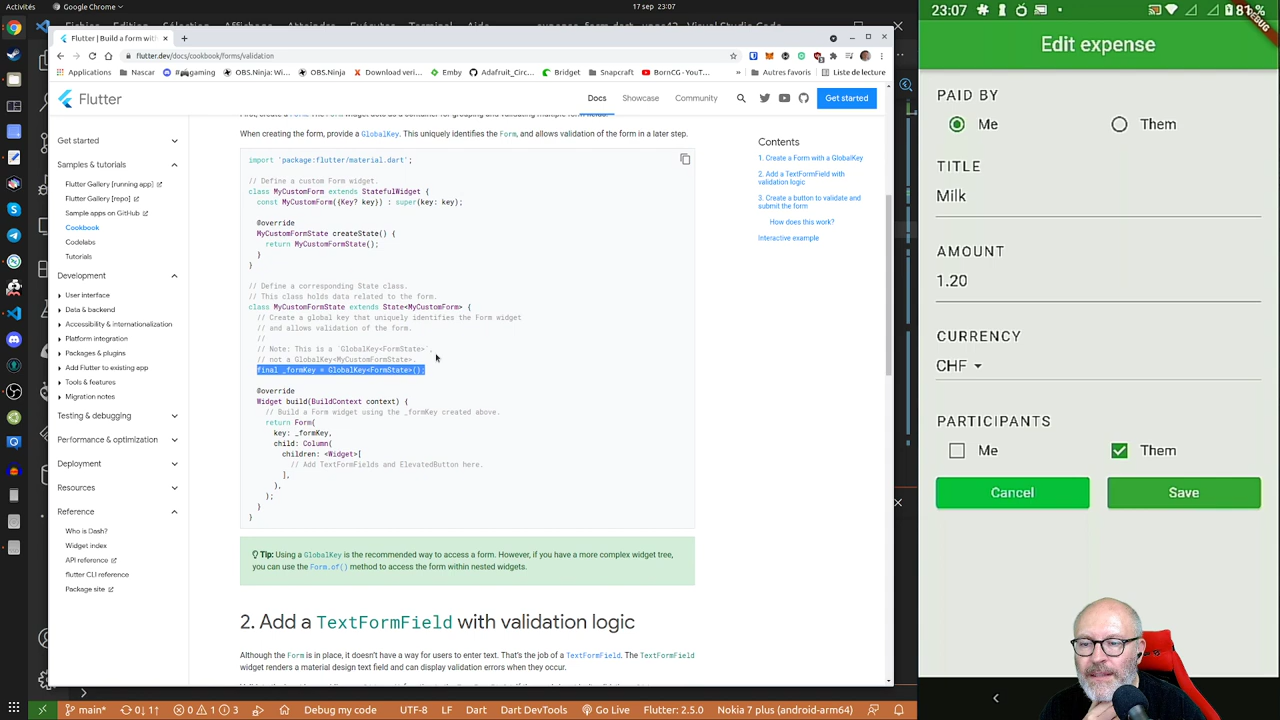 Activités
Google Chrome
17 sep 23:07
Flutter | Build a form wit
flutter.dev/docs/cookbook/forms/validation
Applications
Nascar
OBS.Ninja: Wi...
OBS.Ninja
Download veri...
Emby
Adafruit_Circ...
Bridget
Snapcraft
BornCG - YouT...
»
Autres favoris
Liste de lecture
Flutter
Docs
Showcase
Community
Get started
Get started
Samples & tutorials
Flutter Gallery [running app]
Flutter Gallery [repo]
Sample apps on GitHub
Cookbook
Codelabs
Tutorials
Development
User interface
Data & backend
Accessibility & internationalization
Platform integration
Packages & plugins
Add Flutter to existing app
Tools & features
Migration notes
Testing & debugging
Performance & optimization
Deployment
Resources
Reference
Who is Dash?
Widget index
API reference
flutter CLI reference
Package site
When creating the form, provide a GlobalKey. This uniquely identifies the Form, and allows validation of the form in a later step.
import 'package:flutter/material.dart';
// Define a custom Form widget.
class MyCustomForm extends StatefulWidget {
const MyCustomForm({Key? key}) : super(key: key);
@override
MyCustomFormState createState() {
return MyCustomFormState();
}
}
// Define a corresponding State class.
// This class holds data related to the form.
class MyCustomFormState extends State<MyCustomForm> {
// Create a global key that uniquely identifies the Form widget
// and allows validation of the form.
//
// Note: This is a `GlobalKey<FormState>`,
// not a GlobalKey<MyCustomFormState>.
final _formKey = GlobalKey<FormState>();
@override
Widget build(BuildContext context) {
// Build a Form widget using the _formKey created above.
return Form(
key: _formKey,
child: Column(
children: <Widget>[
// Add TextFormFields and ElevatedButton here.
],
),
);
}
}
Tip: Using a GlobalKey is the recommended way to access a form. However, if you have a more complex widget tree,
you can use the Form.of() method to access the form within nested widgets.
2. Add a TextFormField with validation logic
Although the Form is in place, it doesn't have a way for users to enter text. That's the job of a TextFormField. The TextFormField
widget renders a material design text field and can display validation errors when they occur.
Contents
1. Create a Form with a GlobalKey
2. Add a TextFormField with
validation logic
3. Create a button to validate and
submit the form
How does this work?
Interactive example
main*
0↓ 1↑
0 1 3
Debug my code
UTF-8
LF
Dart
Dart DevTools
Flutter: 2.5.0
Nokia 7 plus (android-arm64)
23:07
Edit expense
PAID BY
Me
Them
TITLE
Milk
AMOUNT
1.20
CURRENCY
CHF
PARTICIPANTS
Me
Them
Cancel
Save